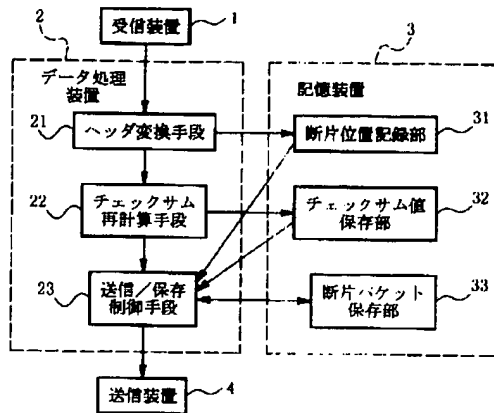 受信装置
1
2
3
データ処理
装置
記憶装置
21
ヘッダ変換手段
断片位置記録部
31
22
チェックサム
再計算手段
チェックサム値
保存部
32
23
送信/保存
制御手段
断片パケット
保存部
33
送信装置
4